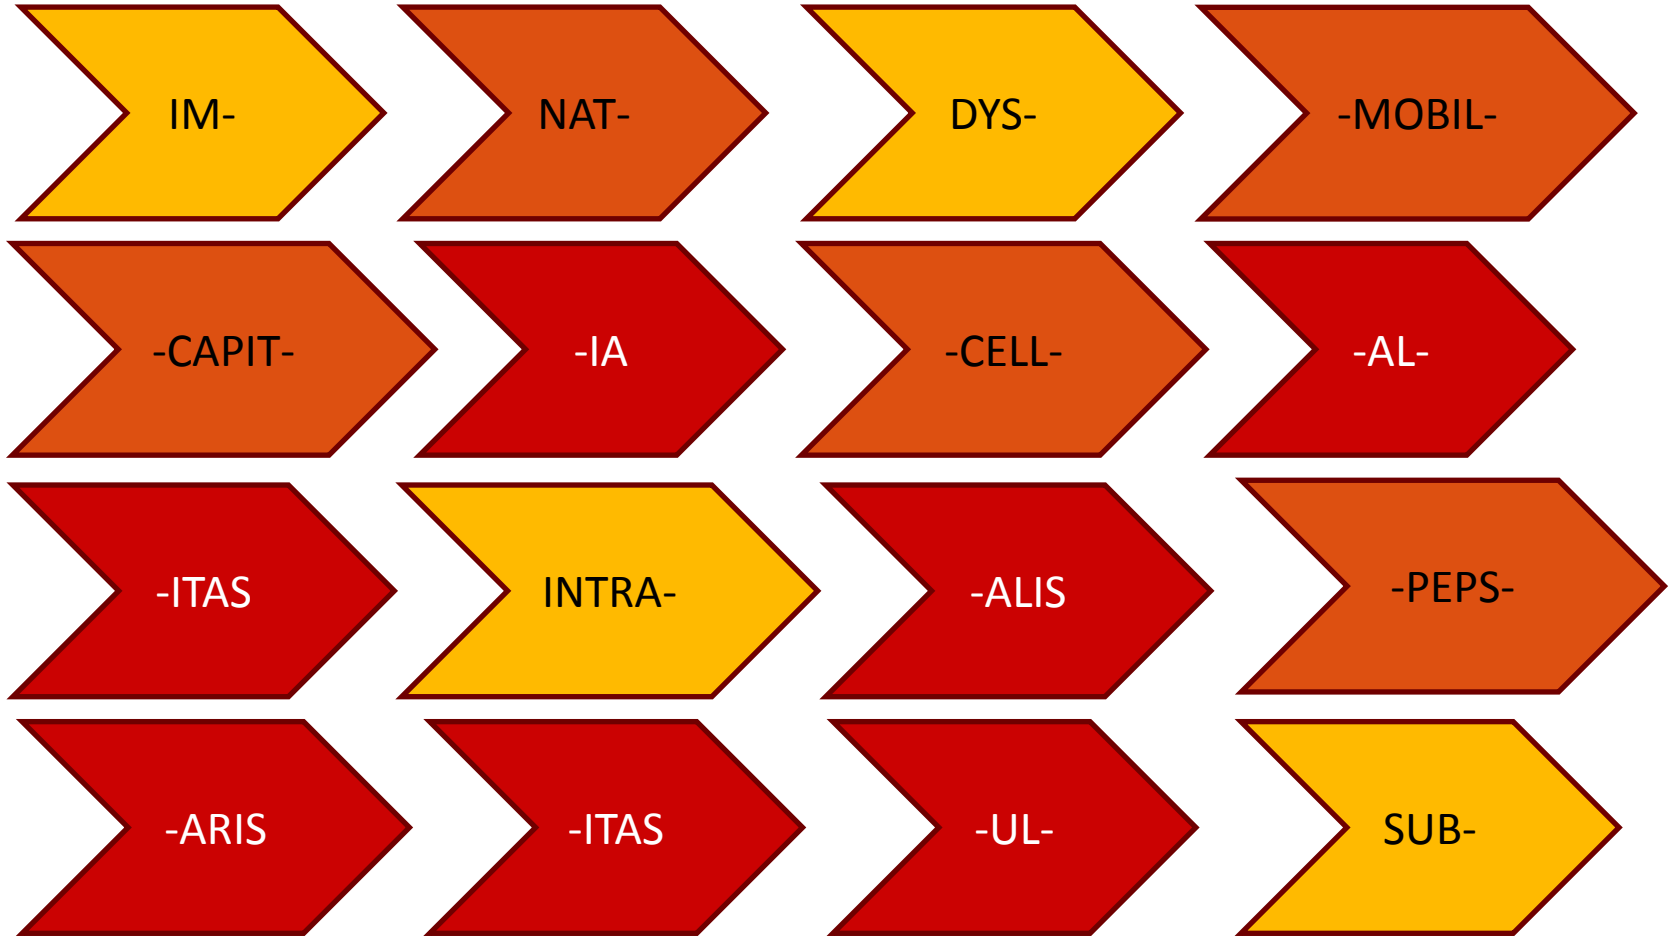 IM-
NAT-
DYS-
-MOBIL-
-CAPIT-
-IA
-CELL-
-AL-
-ITAS
INTRA-
-ALIS
-PEPS-
-ARIS
-ITAS
-UL-
SUB-